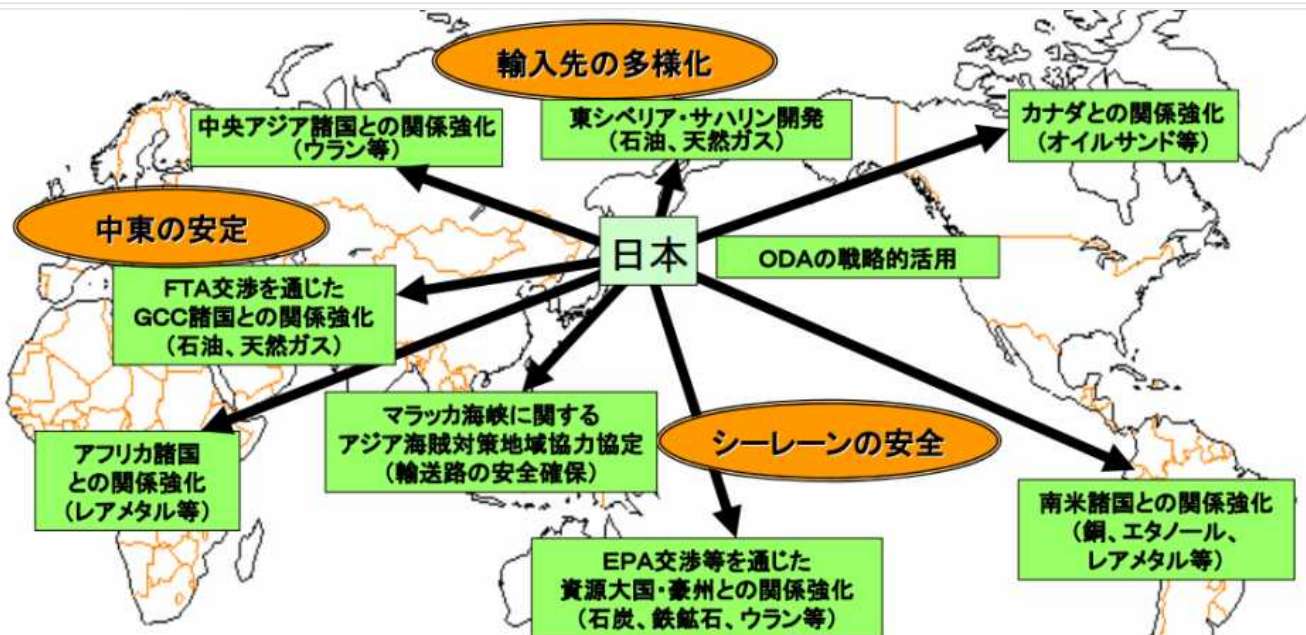 輸入先の多様化
中央アジア諸国との関係強化
(ウラン等)
東シベリア・サハリン開発
(石油、天然ガス)
カナダとの関係強化
(オイルサンド等)
中東の安定
日本
ODAの戦略的活用
FTA交渉を通じた
GCC諸国との関係強化
(石油、天然ガス)
マラッカ海峡に関する
アジア海賊対策地域協力協定
(輸送路の安全確保)
シーレーンの安全
アフリカ諸国
との関係強化
(レアメタル等)
南米諸国との関係強化
(銅、エタノール、
レアメタル等)
EPA交渉等を通じた
資源大国・豪州との関係強化
(石炭、鉄鉱石、ウラン等)